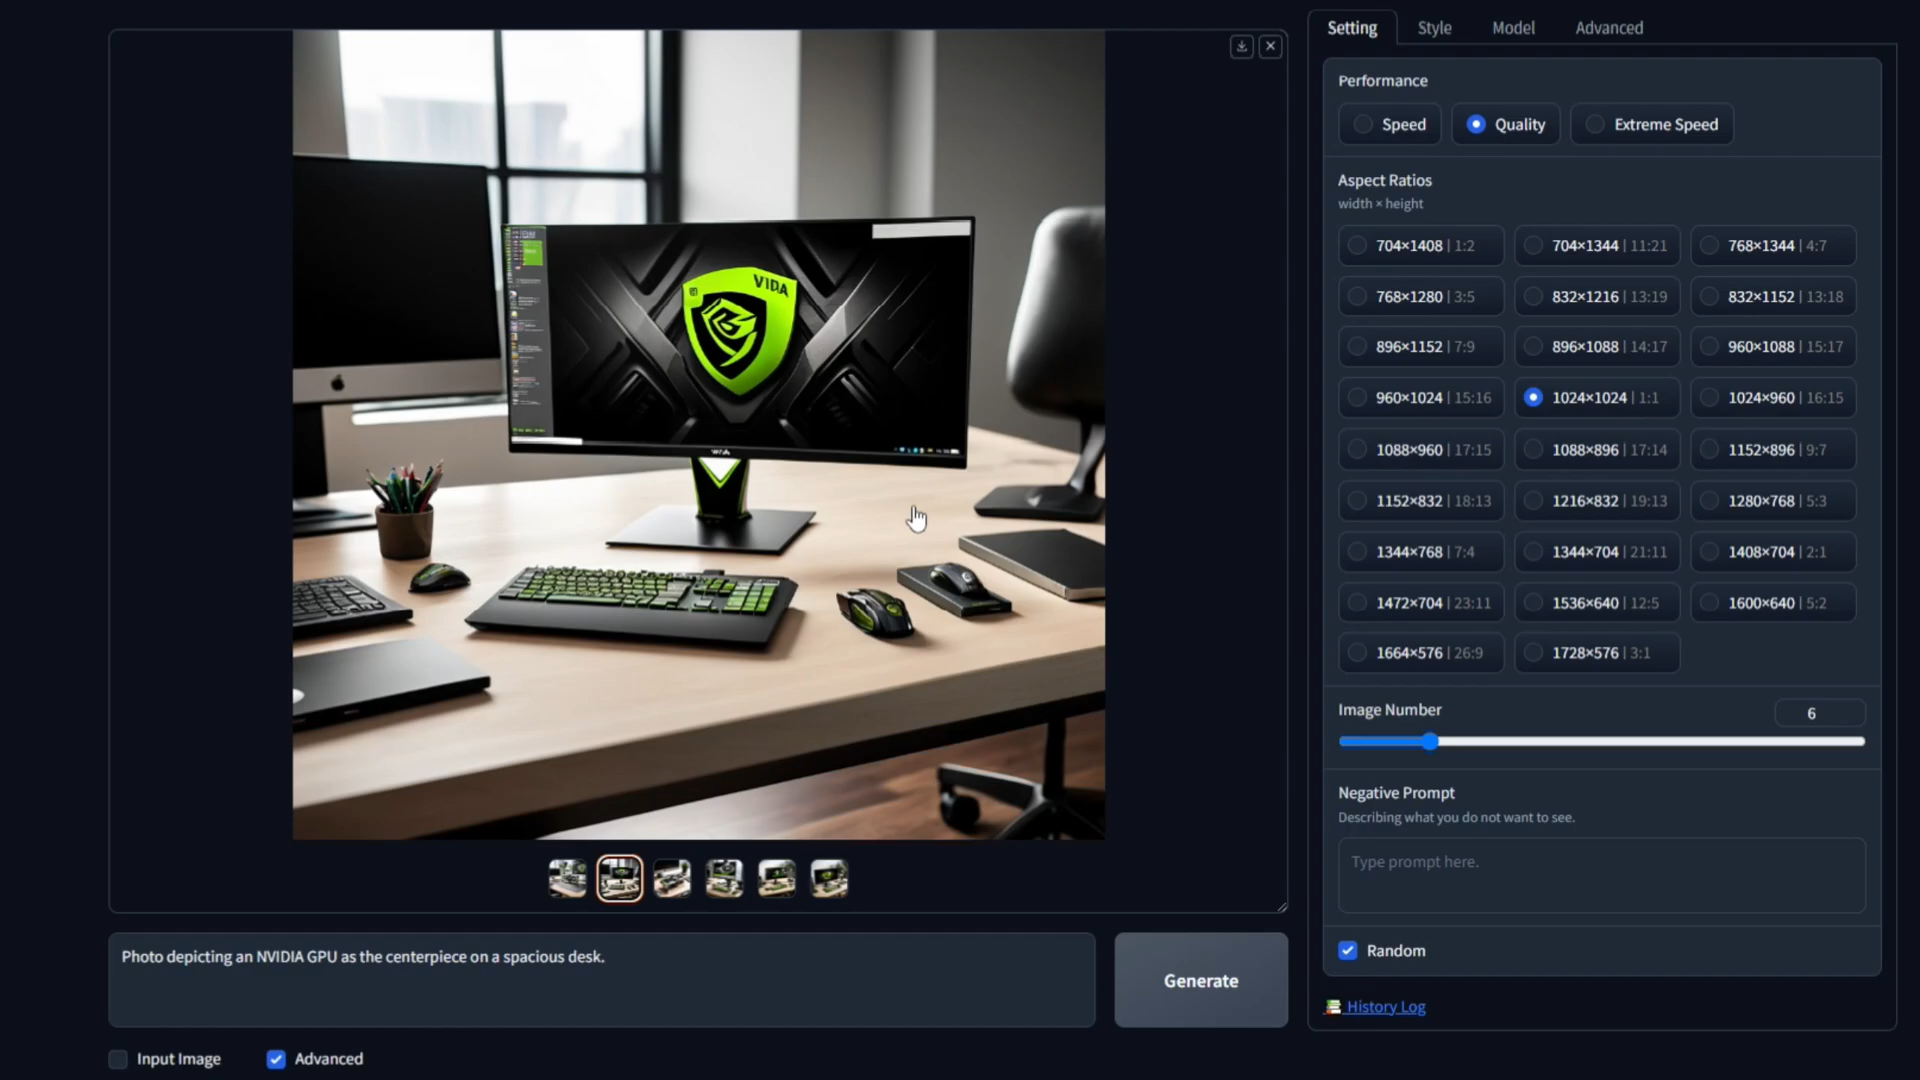 Setting Style Model Advanced
Performance
Speed Quality Extreme Speed
Aspect Ratios
width × height
704×1408 | 1:2 704×1344 | 11:21 768×1344 | 4:7
768×1280 | 3:5 832×1216 | 13:19 832×1152 | 13:18
896×1152 | 7:9 896×1088 | 14:17 960×1088 | 15:17
960×1024 | 15:16 1024×1024 | 1:1 1024×960 | 16:15
1088×960 | 17:15 1088×896 | 17:14 1152×896 | 9:7
1152×832 | 18:13 1216×832 | 19:13 1280×768 | 5:3
1344×768 | 7:4 1344×704 | 21:11 1408×704 | 2:1
1472×704 | 23:11 1536×640 | 12:5 1600×640 | 5:2
1664×576 | 26:9 1728×576 | 3:1
Image Number
6
Negative Prompt
Describing what you do not want to see.
Type prompt here.
Random
History Log
VIDA
Photo depicting an NVIDIA GPU as the centerpiece on a spacious desk.
Generate
Input Image Advanced